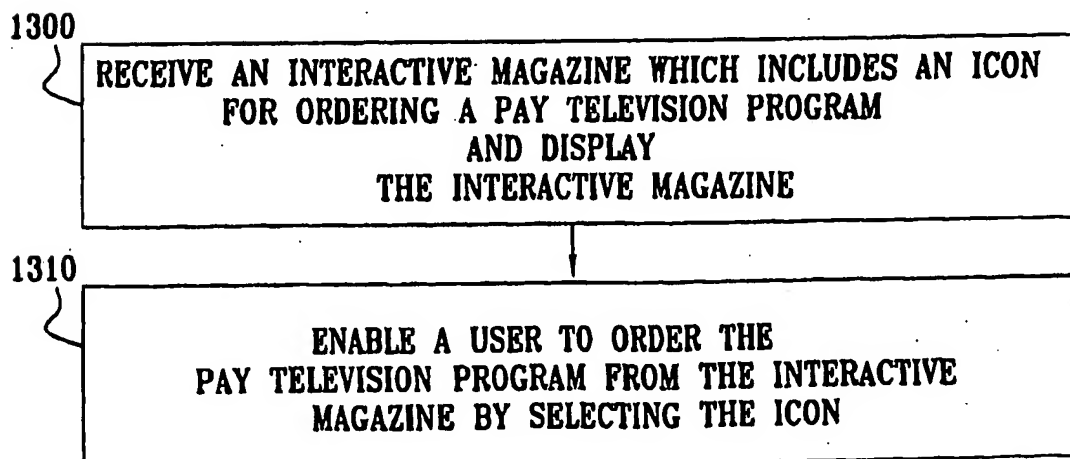 1300
RECEIVE AN INTERACTIVE MAGAZINE WHICH INCLUDES AN ICON
FOR ORDERING A PAY TELEVISION PROGRAM
AND DISPLAY
THE INTERACTIVE MAGAZINE
1310
ENABLE A USER TO ORDER THE
PAY TELEVISION PROGRAM FROM THE INTERACTIVE
MAGAZINE BY SELECTING THE ICON